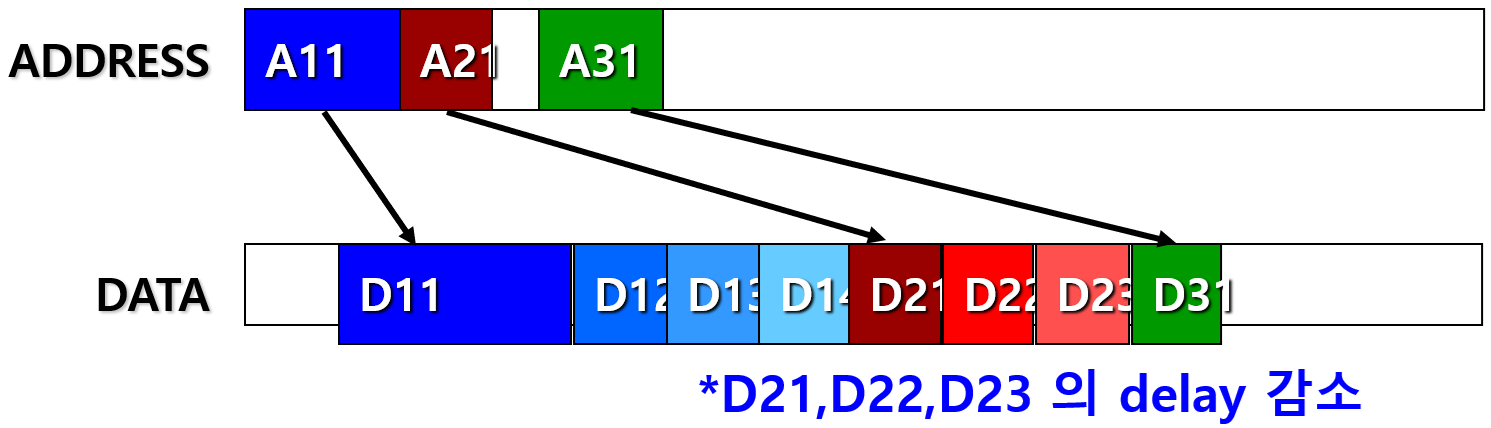 ADDRESS A11 A21 A31
DATA D11 D12 D13 D14 D21 D22 D23 D31
*D21,D22,D23 의 delay 감소